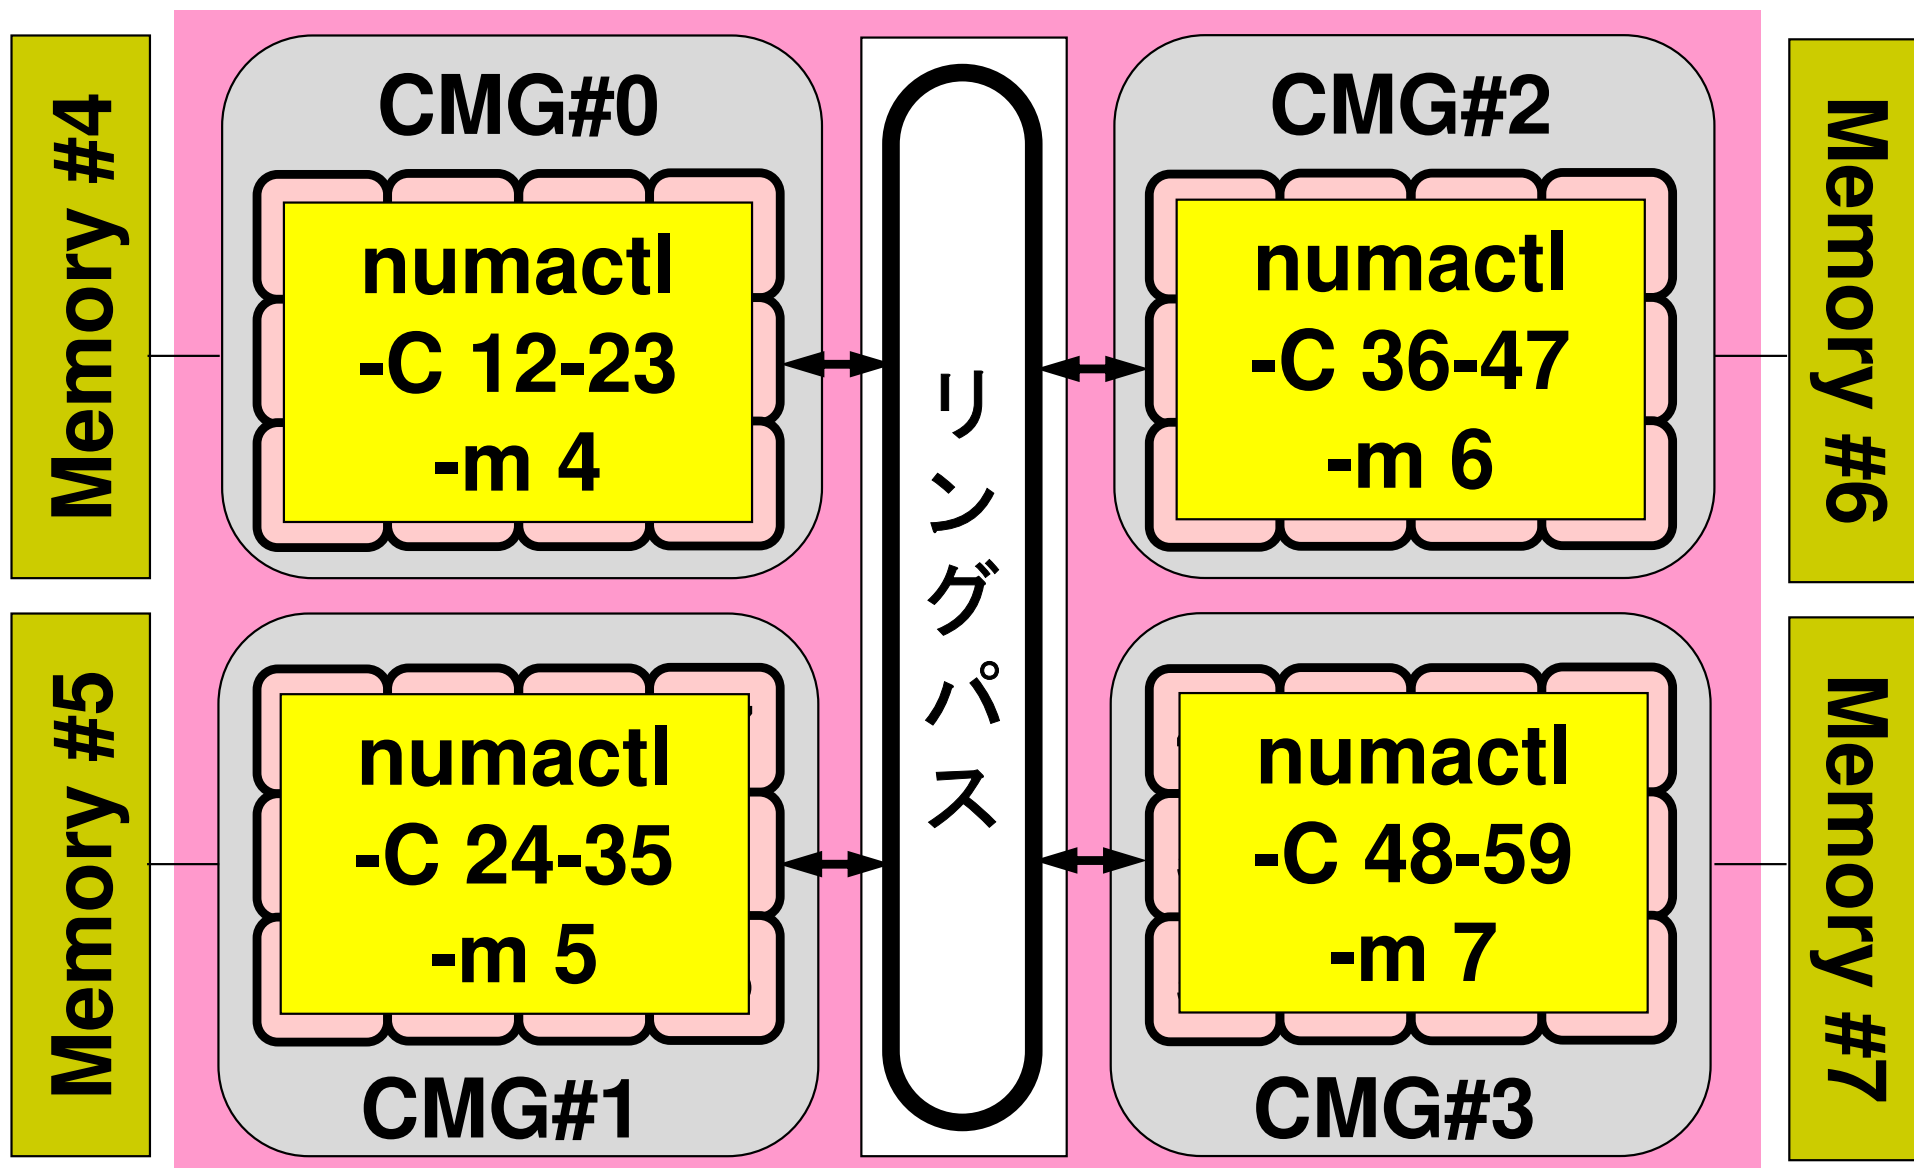 Memory #4
CMG#0
numactl
-C 12-23
-m 4
リングパス
CMG#2
numactl
-C 36-47
-m 6
Memory #6
Memory #5
numactl
-C 24-35
-m 5
CMG#1
numactl
-C 48-59
-m 7
CMG#3
Memory #7